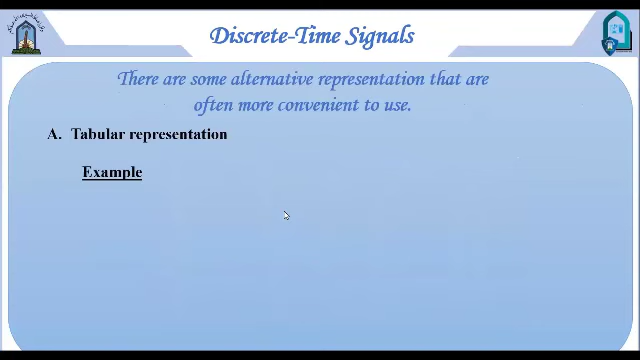 Discrete-Time Signals
There are some alternative representation that are
often more convenient to use.
A. Tabular representation
Example